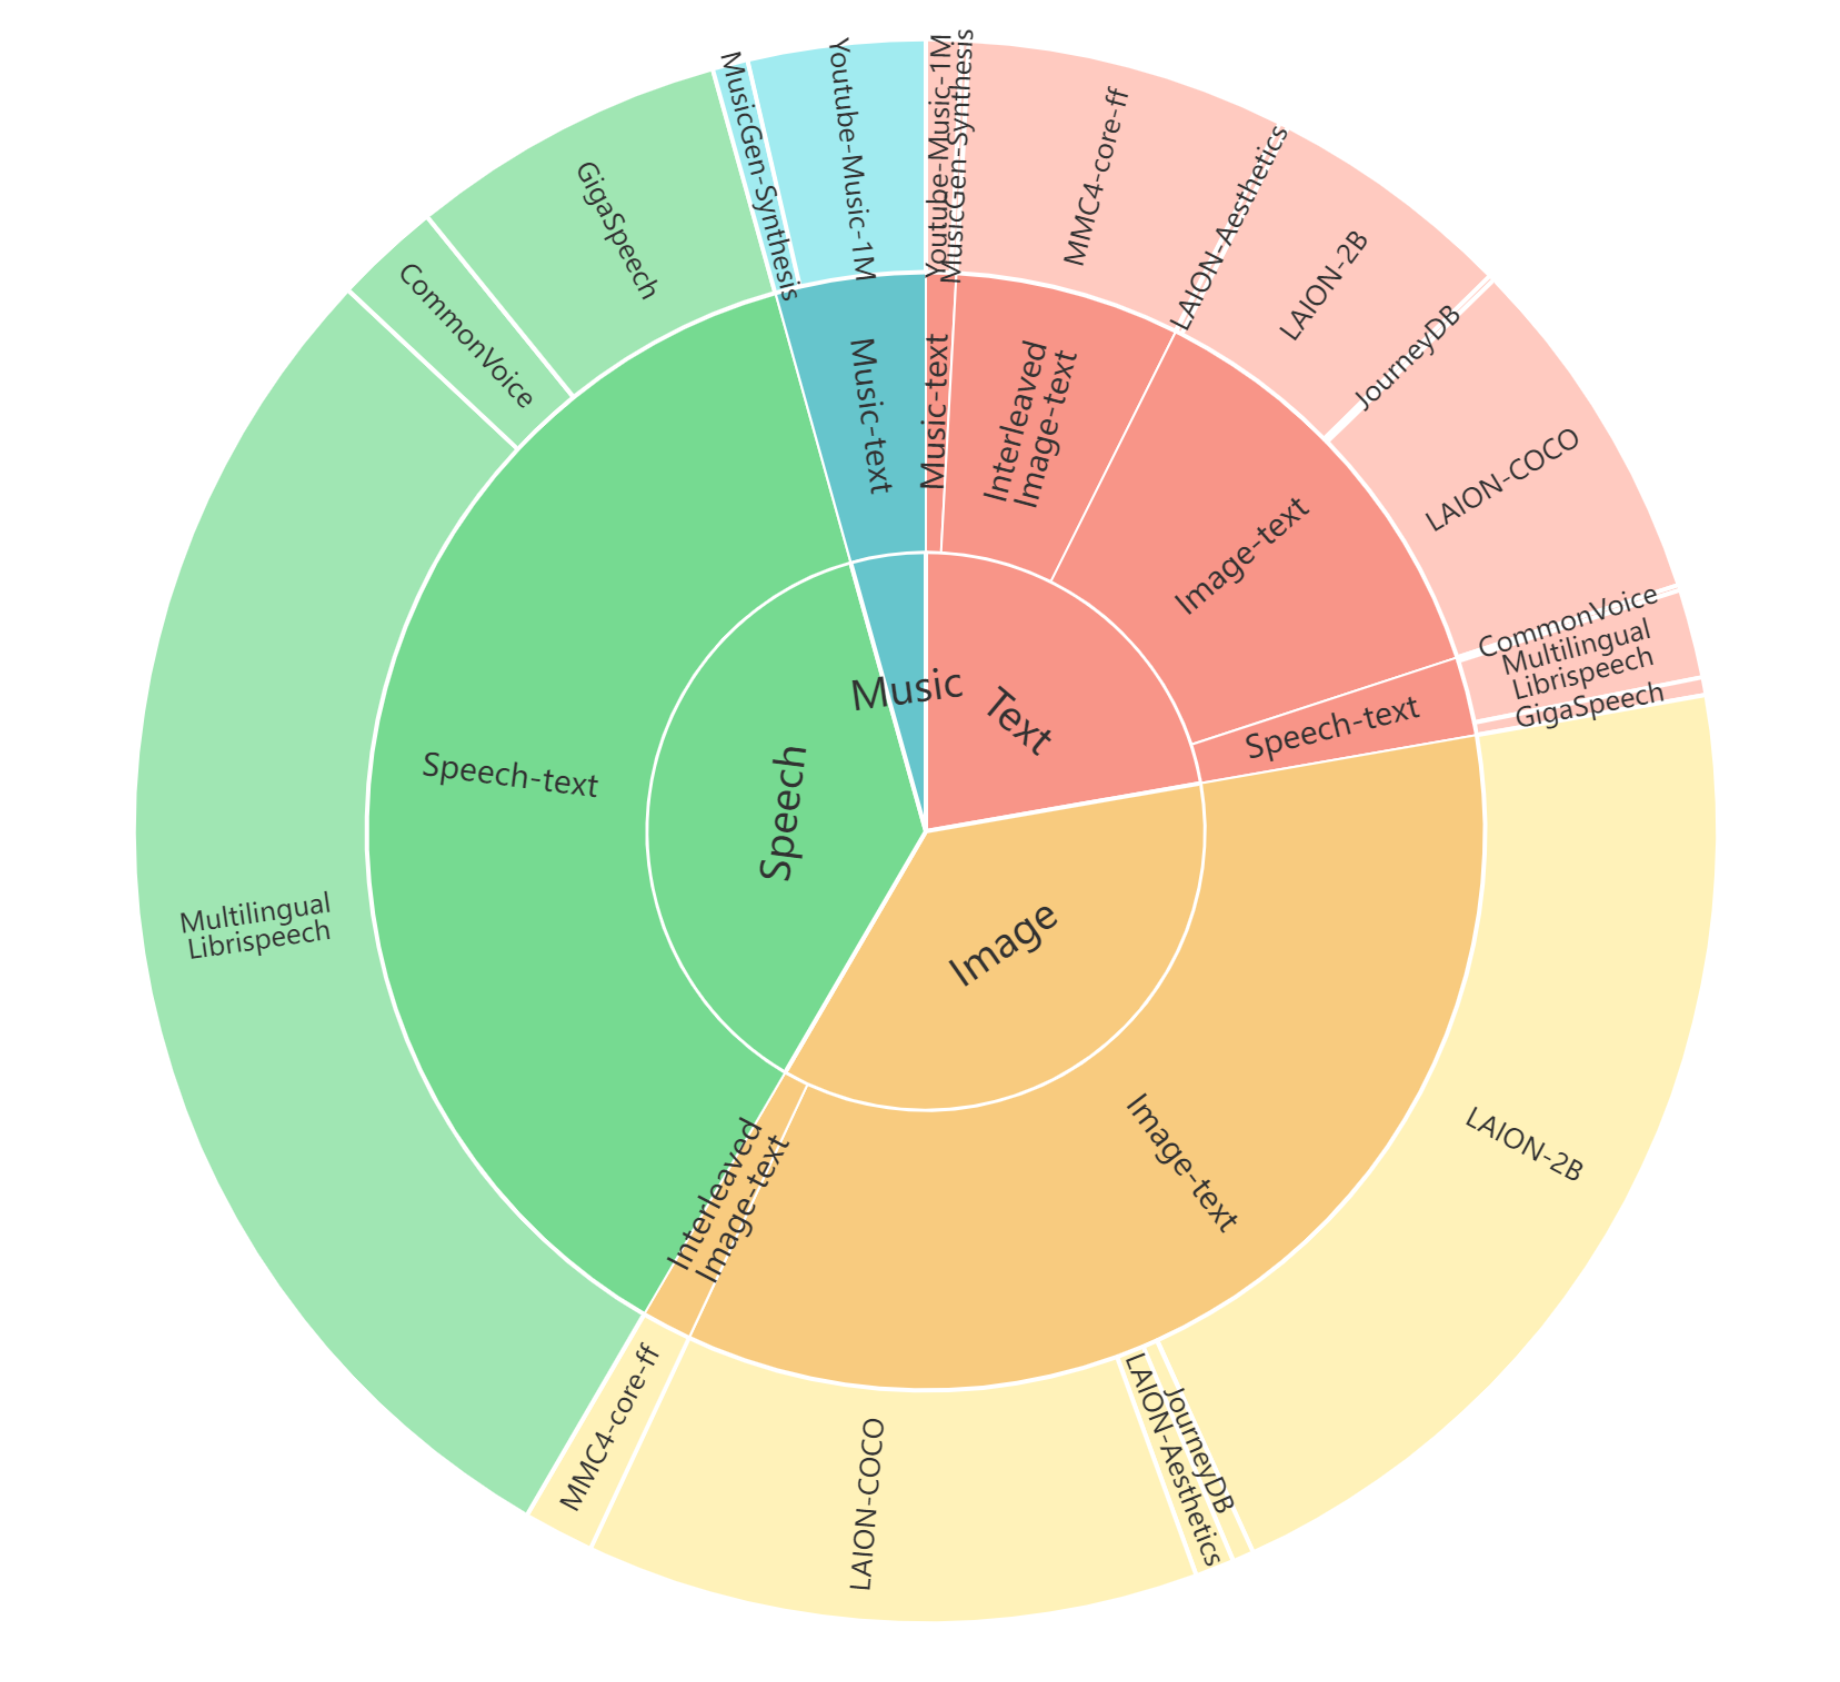 Text
Image
Speech
Music
Music-text
Interleaved
Image-text
Image-text
Speech-text
Image-text
Interleaved
Image-text
Speech-text
Music-text
Youtube-Music-1M
MusicGen-Synthesis
MMC4-core-ff
LAION-Aesthetics
LAION-2B
JourneyDB
LAION-COCO
CommonVoice
Multilingual
Librispeech
GigaSpeech
LAION-2B
JourneyDB
LAION-Aesthetics
LAION-COCO
MMC4-core-ff
Multilingual
Librispeech
CommonVoice
GigaSpeech
MusicGen-Synthesis
Youtube-Music-1M